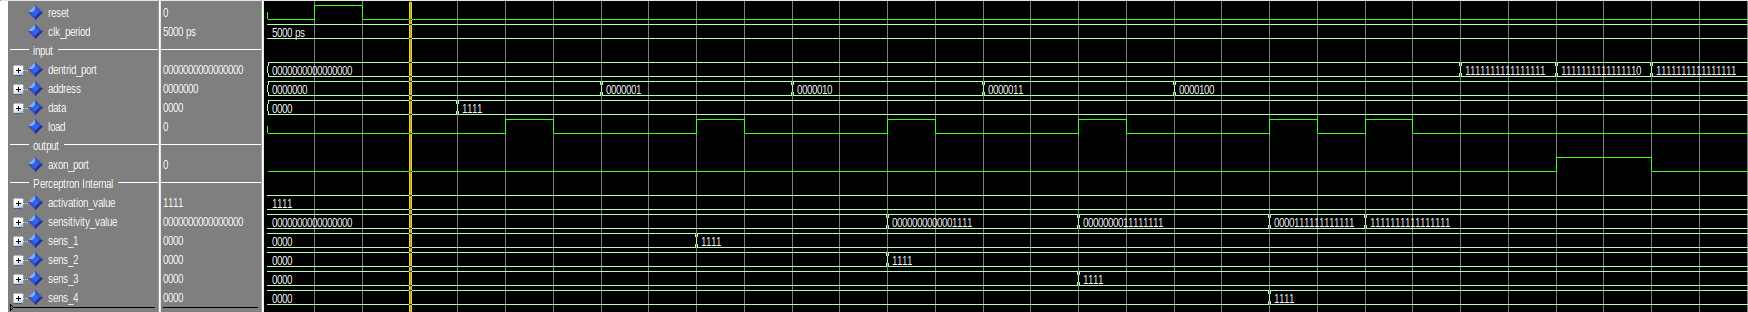 reset 0
clk_period 5000 ps 5000 ps
input
dentrid_port 0000000000000000 0000000000000000 1111111111111111 1111111111111110 1111111111111111
address 0000000 0000000 0000001 0000010 0000011 0000100
data 0000 0000 1111
load 0
output
axon_port 0
Perceptron Internal
activation_value 1111 1111
sensitivity_value 0000000000000000 0000000000000000 0000000000001111 0000000011111111 0000111111111111 1111111111111111
sens_1 0000 0000 1111
sens_2 0000 0000 1111
sens_3 0000 0000 1111
sens_4 0000 0000 1111